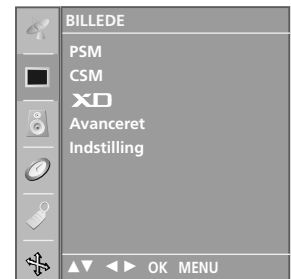 BILLEDE
PSM
CSM
XD
Avanceret
Indstilling
▲▼ ◄► OK MENU